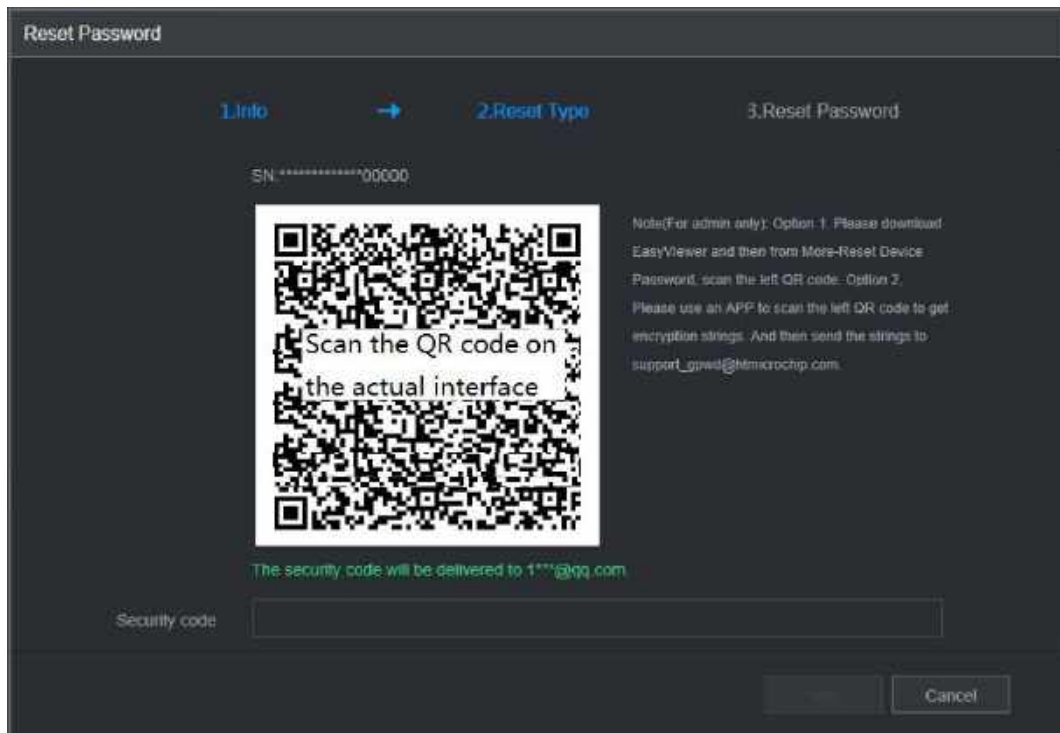 Reset Password
1.Info → 2.Reset Type 3.Reset Password
SN:*************00000
Note(For admin only): Option 1. Please download
EasyViewer and then from More-Reset Device
Password, scan the left QR code. Option 2,
Please use an APP to scan the left QR code to get
encryption strings. And then send the strings to
support_gpwd@htmicrochip.com.
Scan the QR code on
the actual interface
The security code will be delivered to 1***@qq.com
Security code
Cancel